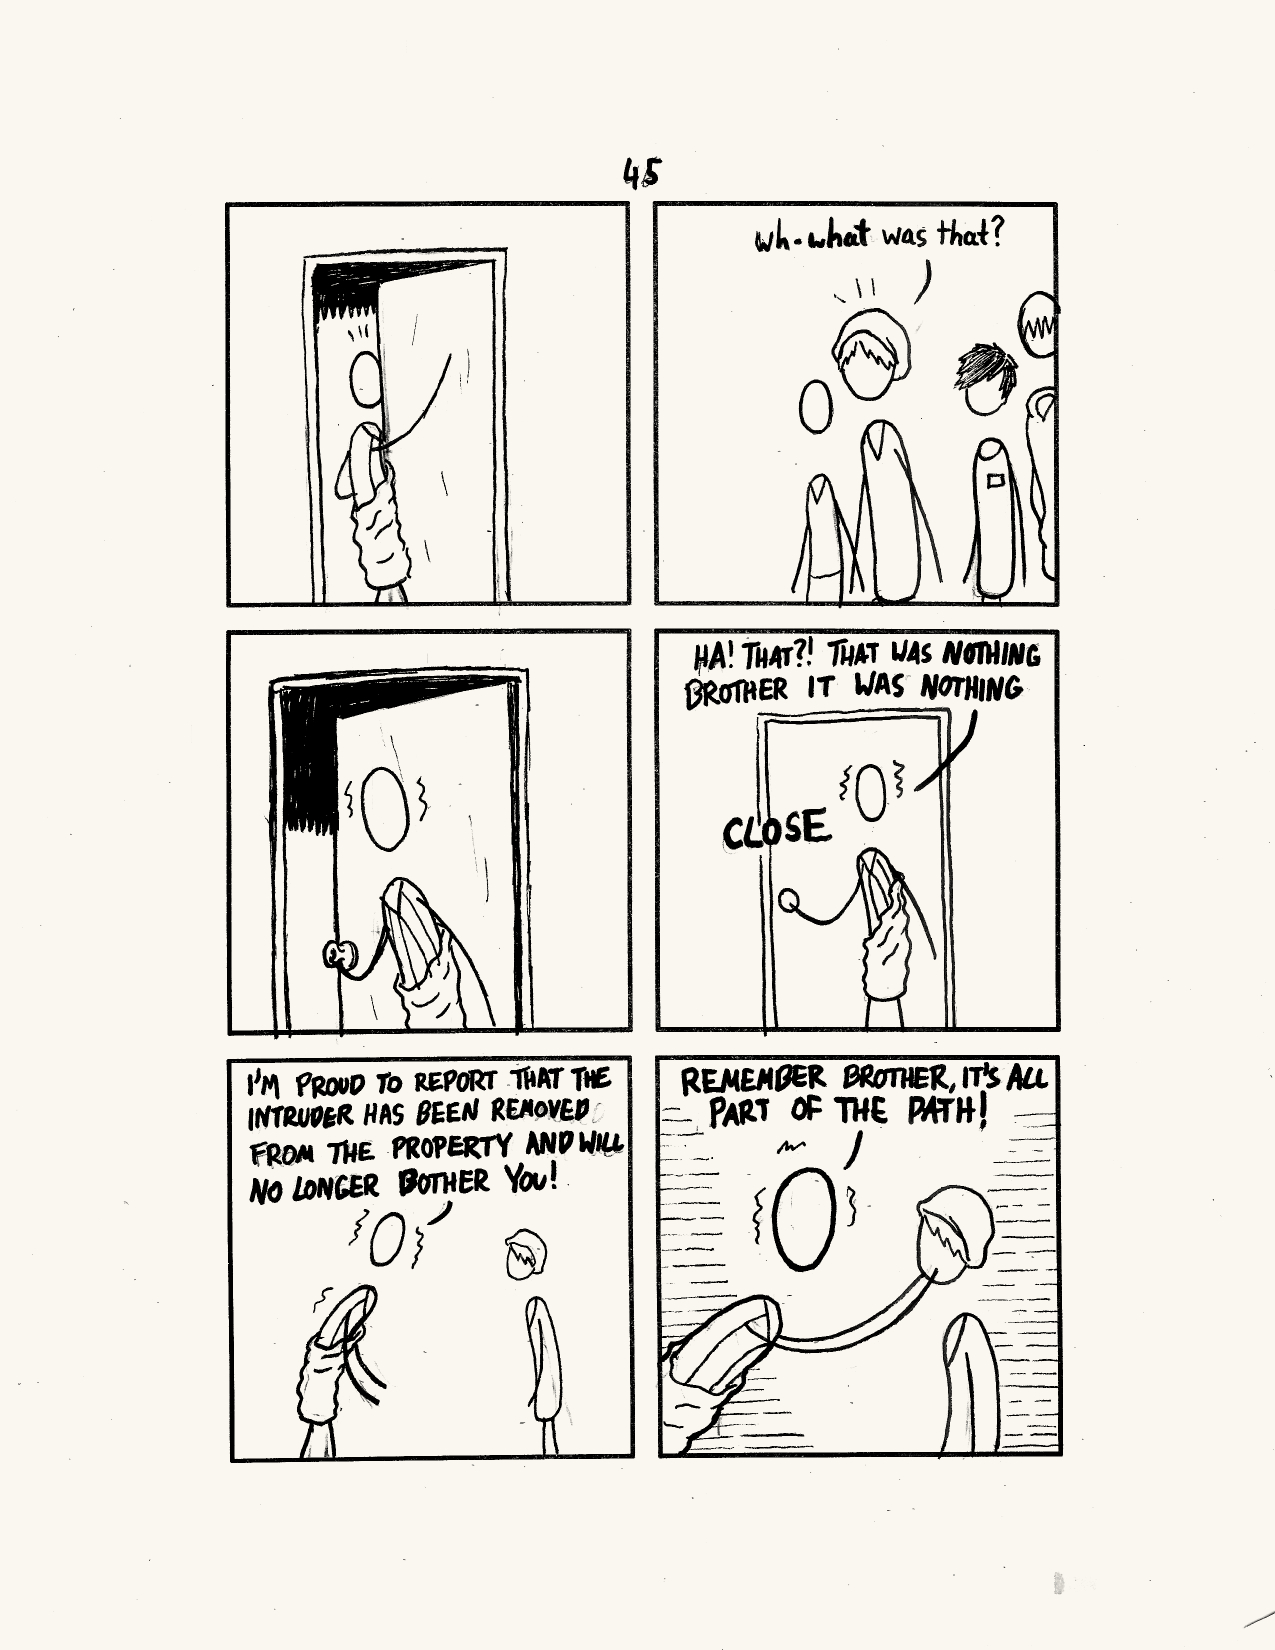 45
wh-what was that?
HA! THAT?! THAT WAS NOTHING
BROTHER IT WAS NOTHING
CLOSE
I'M PROUD TO REPORT THAT THE
INTRUDER HAS BEEN REMOVED
FROM THE PROPERTY AND WILL
NO LONGER BOTHER YOU!
REMEMBER BROTHER, IT'S ALL
PART OF THE PATH!